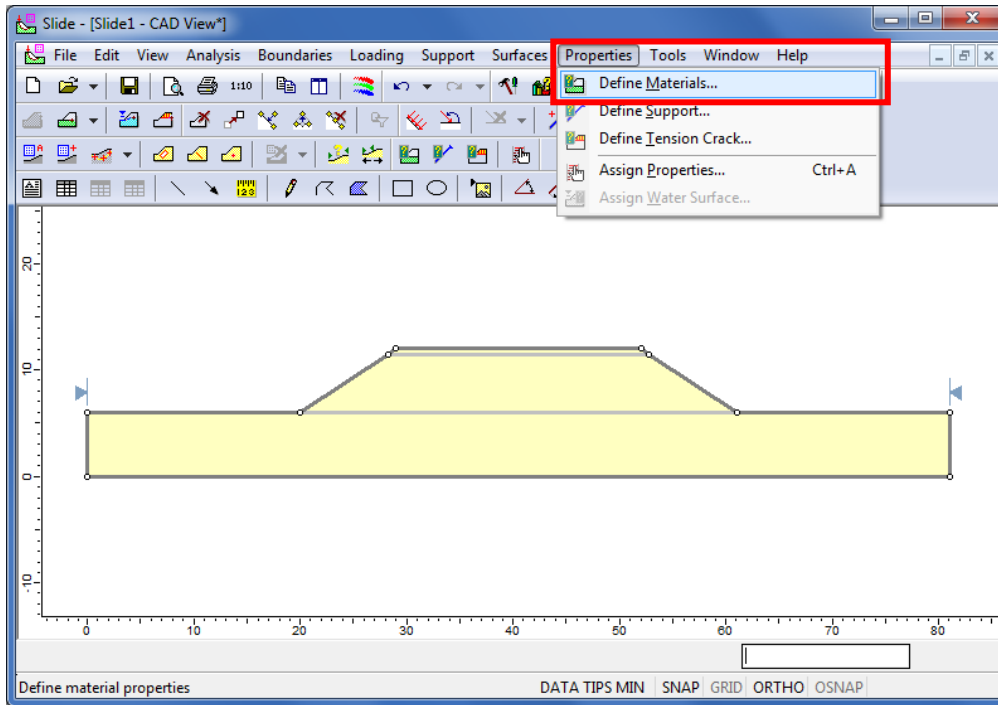 Slide - [Slide1 - CAD View*]
File Edit View Analysis Boundaries Loading Support Surfaces Properties Tools Window Help
1:10
Define Materials...
Define Support...
Define Tension Crack...
Assign Properties... Ctrl+A
Assign Water Surface...
123
20
10
0
-10
0 10 20 30 40 50 60 70 80
Define material properties DATA TIPS MIN SNAP GRID ORTHO OSNAP